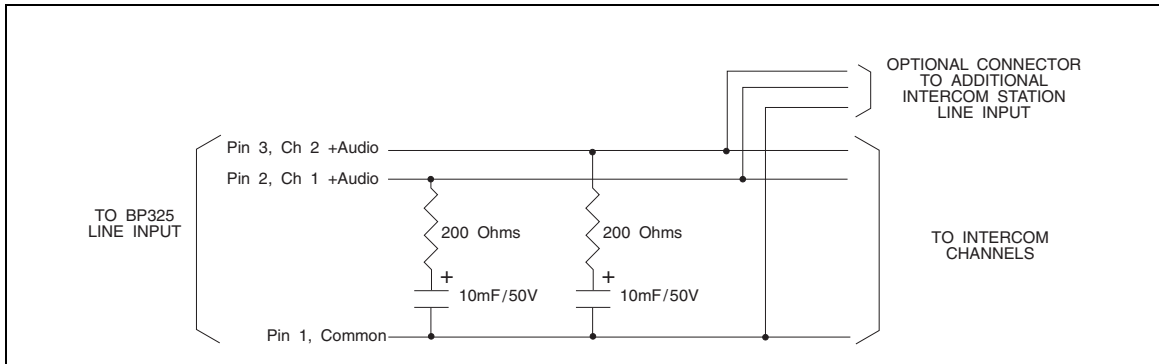 OPTIONAL CONNECTOR
TO ADDITIONAL
INTERCOM STATION
LINE INPUT
Pin 3, Ch 2 +Audio
Pin 2, Ch 1 +Audio
TO BP325
LINE INPUT
200 Ohms
200 Ohms
TO INTERCOM
CHANNELS
+
+
10mF/50V
10mF/50V
Pin 1, Common